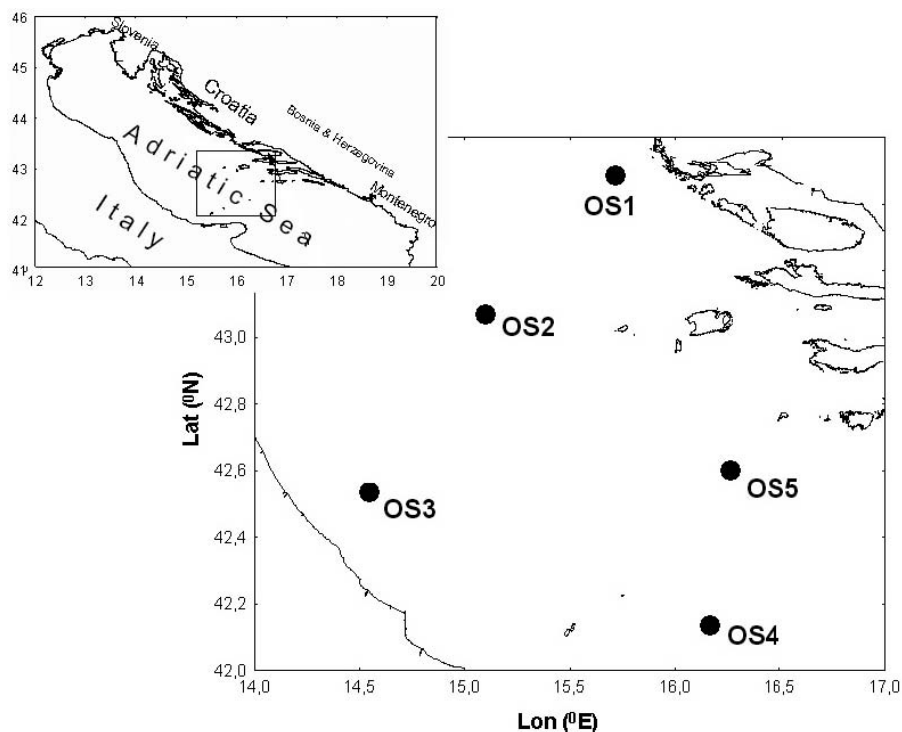 46
45
44
43
42
41
12 13 14 15 16 17 18 19 20
Slovenia
Croatia
Bosnia & Herzegovina
Montenegro
Adriatic Sea
Italy
OS1
OS2
OS3
OS5
OS4
43,0
42,8
42,6
42,4
42,2
42,0
Lat (⁰N)
14,0 14,5 15,0 15,5 16,0 16,5 17,0
Lon (⁰E)